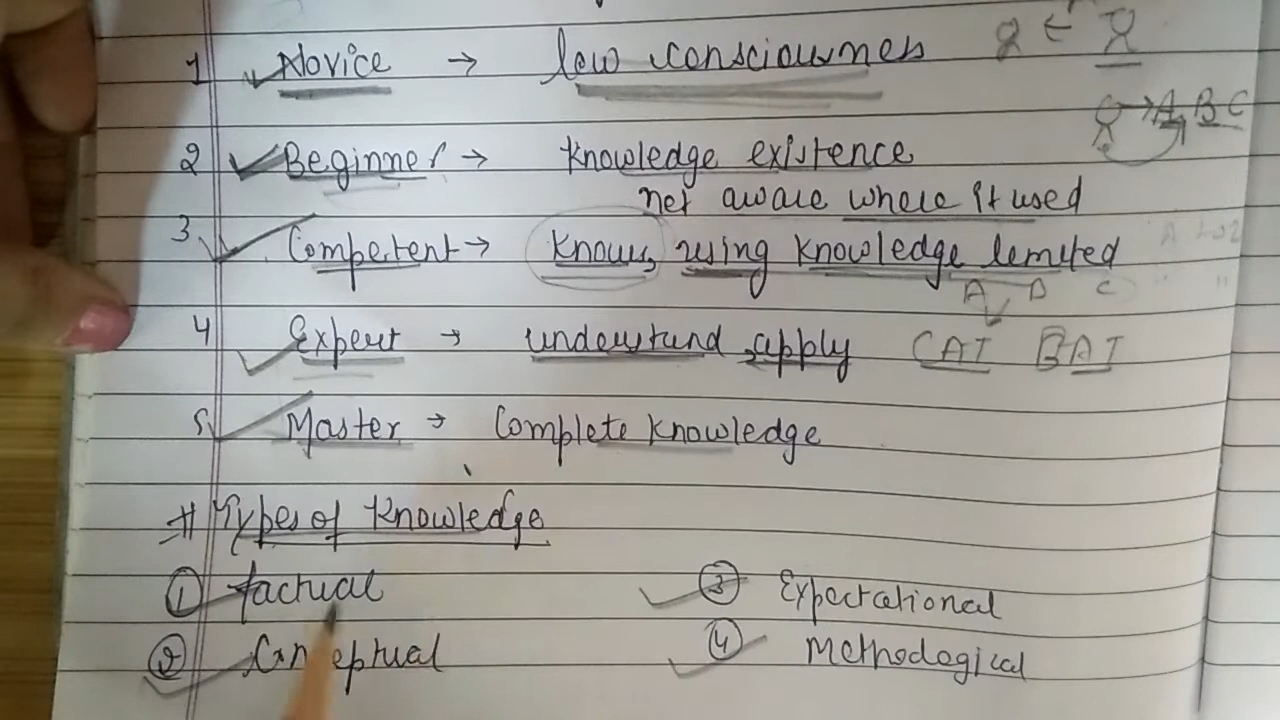 1 Novice → low consciousness
2 Beginner → Knowledge existence
A B C
not aware where it used
3 Competent → Knows, using knowledge limited
A B C
4 Expert → understand, apply CAT BAT
5 Master → Complete knowledge
# Types of Knowledge
① factual ③ Expectational
② Conceptual ④ Methodogical